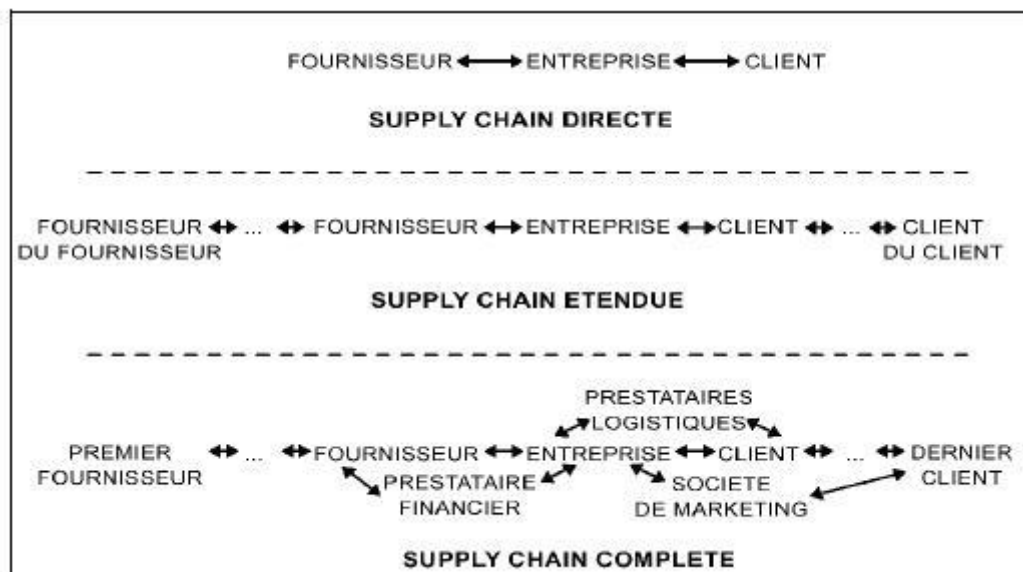 FOURNISSEUR ENTREPRISE CLIENT
SUPPLY CHAIN DIRECTE
FOURNISSEUR ... FOURNISSEUR ENTREPRISE CLIENT ... CLIENT
DU FOURNISSEUR DU CLIENT
SUPPLY CHAIN ETENDUE
PRESTATAIRES
LOGISTIQUES
PREMIER ... FOURNISSEUR ENTREPRISE CLIENT ... DERNIER
FOURNISSEUR PRESTATAIRE SOCIETE CLIENT
FINANCIER DE MARKETING
SUPPLY CHAIN COMPLETE